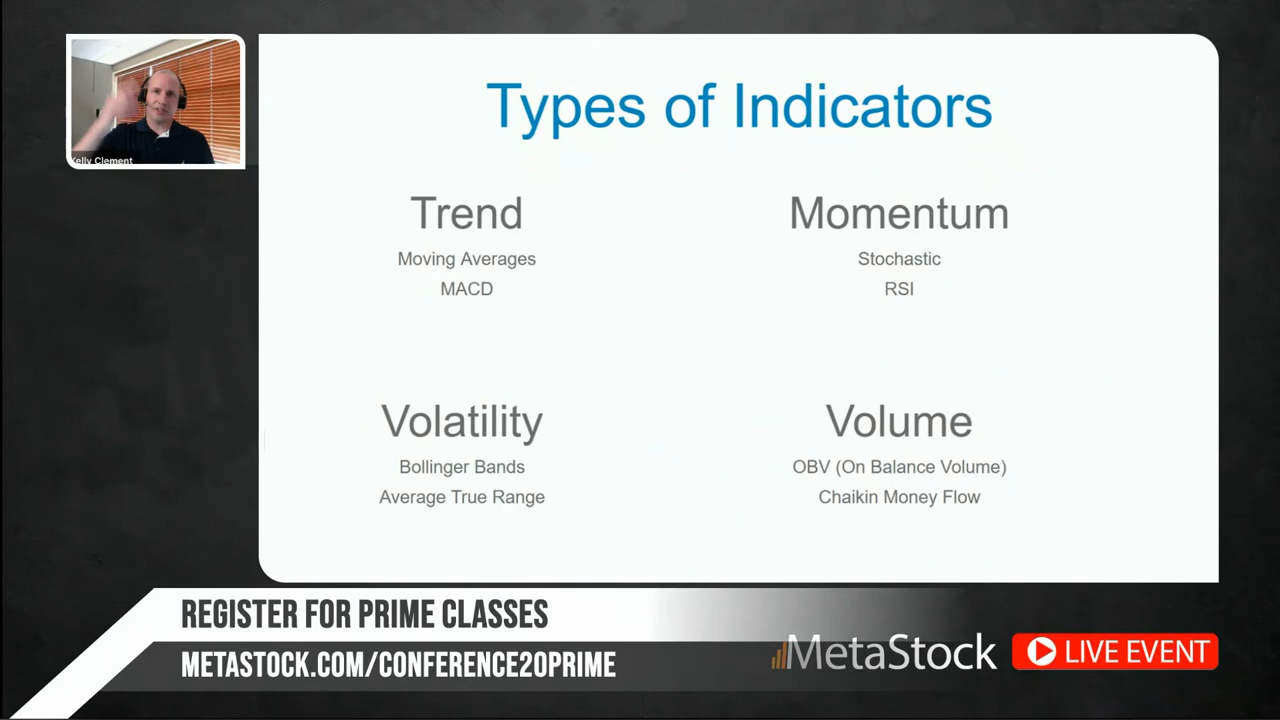 Kelly Clement
Types of Indicators
Trend
Moving Averages
MACD
Momentum
Stochastic
RSI
Volatility
Bollinger Bands
Average True Range
Volume
OBV (On Balance Volume)
Chaikin Money Flow
REGISTER FOR PRIME CLASSES
METASTOCK.COM/CONFERENCE20PRIME
MetaStock
LIVE EVENT